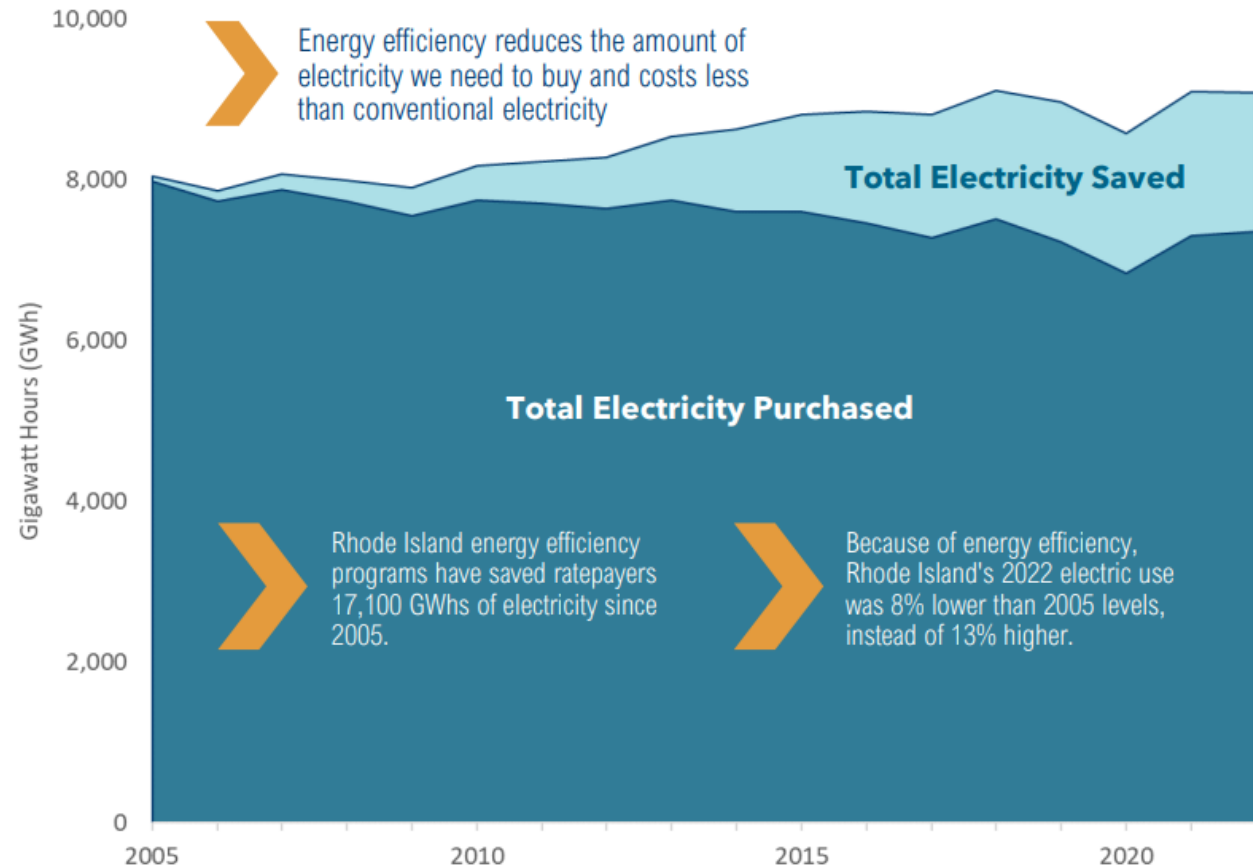 10,000
Energy efficiency reduces the amount of
electricity we need to buy and costs less
than conventional electricity
8,000
Total Electricity Saved
6,000
Gigawatt Hours (GWh)
Total Electricity Purchased
4,000
Rhode Island energy efficiency
programs have saved ratepayers
17,100 GWhs of electricity since
2005.
Because of energy efficiency,
Rhode Island's 2022 electric use
was 8% lower than 2005 levels,
instead of 13% higher.
2,000
0
2005
2010
2015
2020